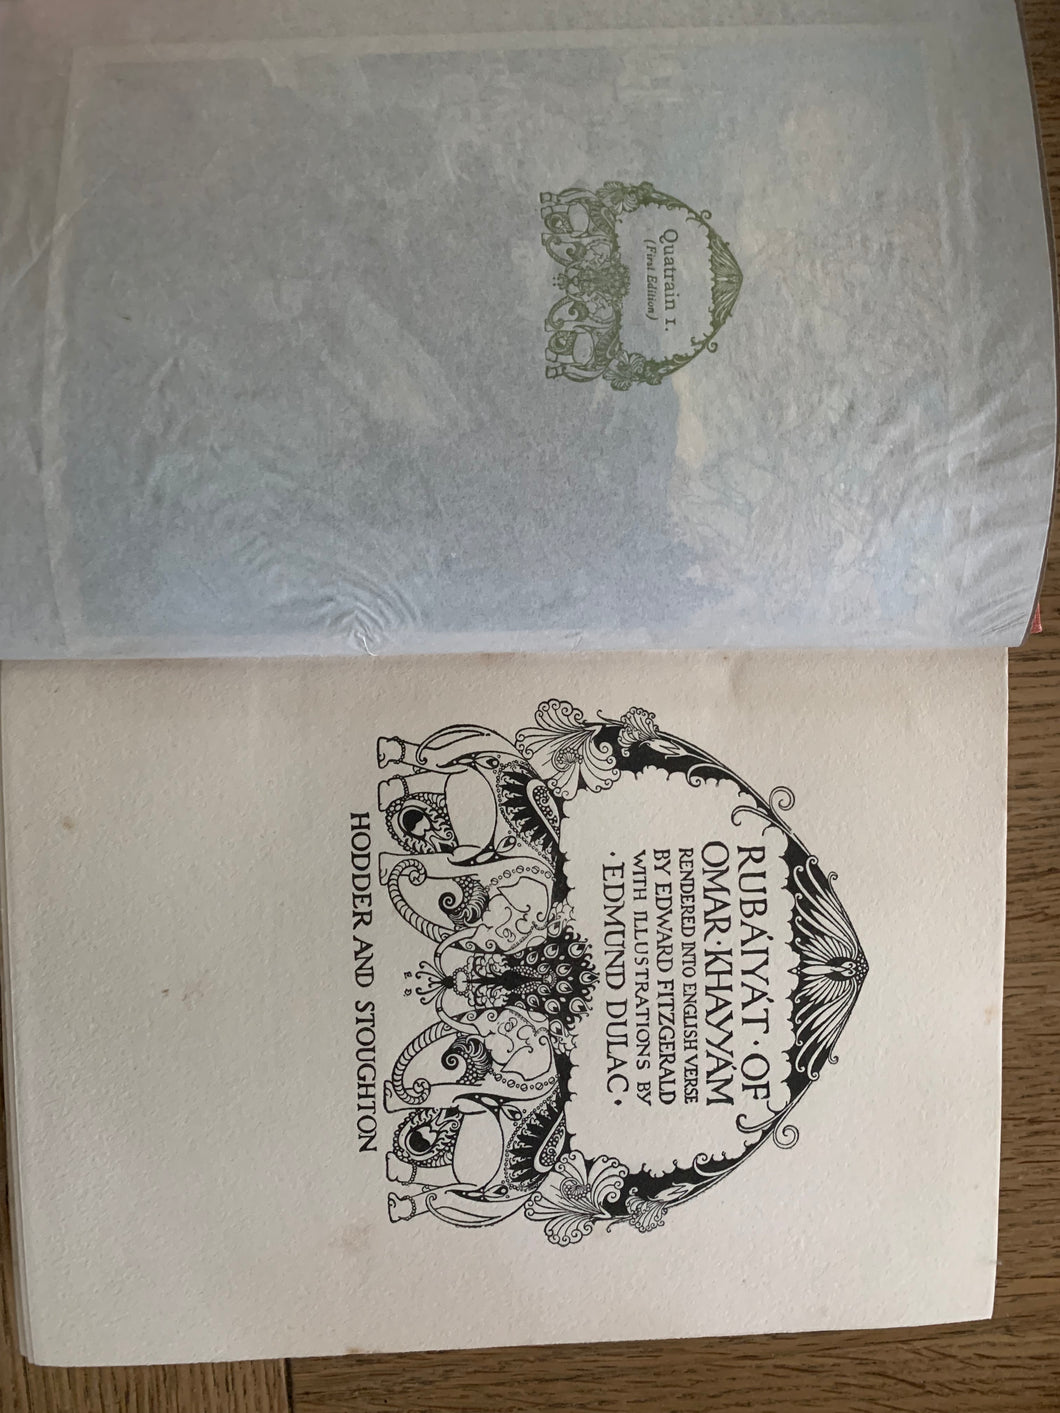 Quatrain I.
(First Edition)
RUBÁIYÁT · OF
OMAR · KHAYYÁM
RENDERED INTO ENGLISH VERSE
BY EDWARD FITZGERALD
WITH ILLUSTRATIONS BY
· EDMUND DULAC ·
E D
HODDER AND STOUGHTON